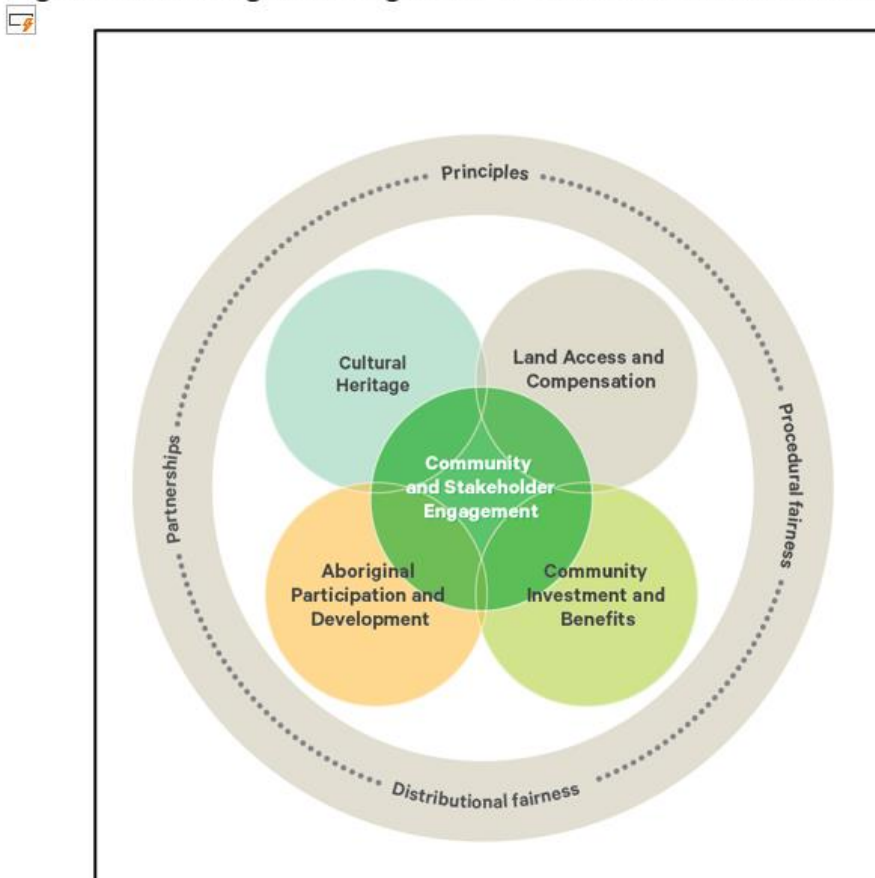 Principles
Cultural
Heritage
Land Access and
Compensation
Partnerships
Procedural fairness
Community
and Stakeholder
Engagement
Aboriginal
Participation and
Development
Community
Investment and
Benefits
Distributional fairness